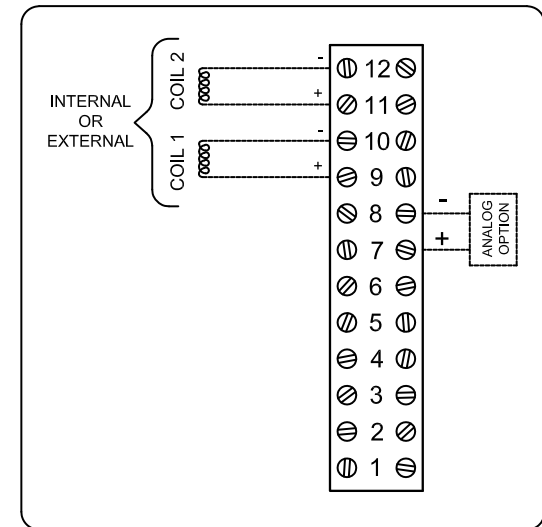 INTERNAL
OR
EXTERNAL
COIL 2
-
+
COIL 1
-
+
12
11
10
9
8
7
6
5
4
3
2
1
-
+
ANALOG
OPTION